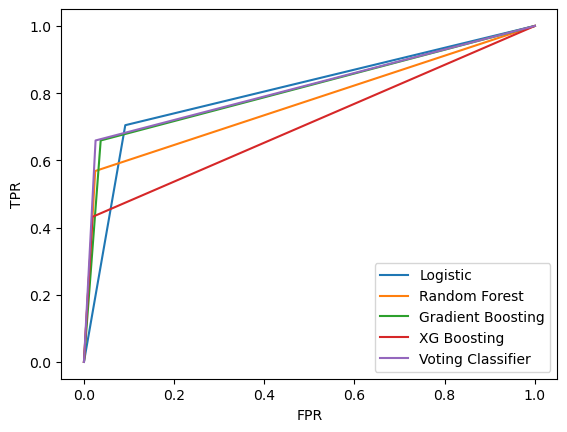 1.0
0.8
0.6
0.4
0.2
0.0
TPR
Logistic
Random Forest
Gradient Boosting
XG Boosting
Voting Classifier
0.0 0.2 0.4 0.6 0.8 1.0
FPR